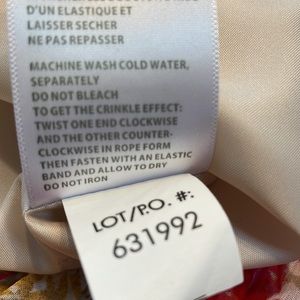 D'UN ELASTIQUE ET
LAISSER SECHER
NE PAS REPASSER
MACHINE WASH COLD WATER,
SEPARATELY
DO NOT BLEACH
TO GET THE CRINKLE EFFECT:
TWIST ONE END CLOCKWISE
AND THE OTHER COUNTER-
CLOCKWISE IN ROPE FORM
THEN FASTEN WITH AN ELASTIC
BAND AND ALLOW TO DRY
DO NOT IRON
LOT/P.O. #:
631992